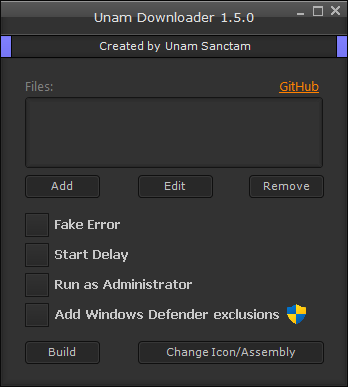 Unam Downloader 1.5.0
Created by Unam Sanctam
Files: GitHub
Add Edit Remove
Fake Error
Start Delay
Run as Administrator
Add Windows Defender exclusions
Build Change Icon/Assembly